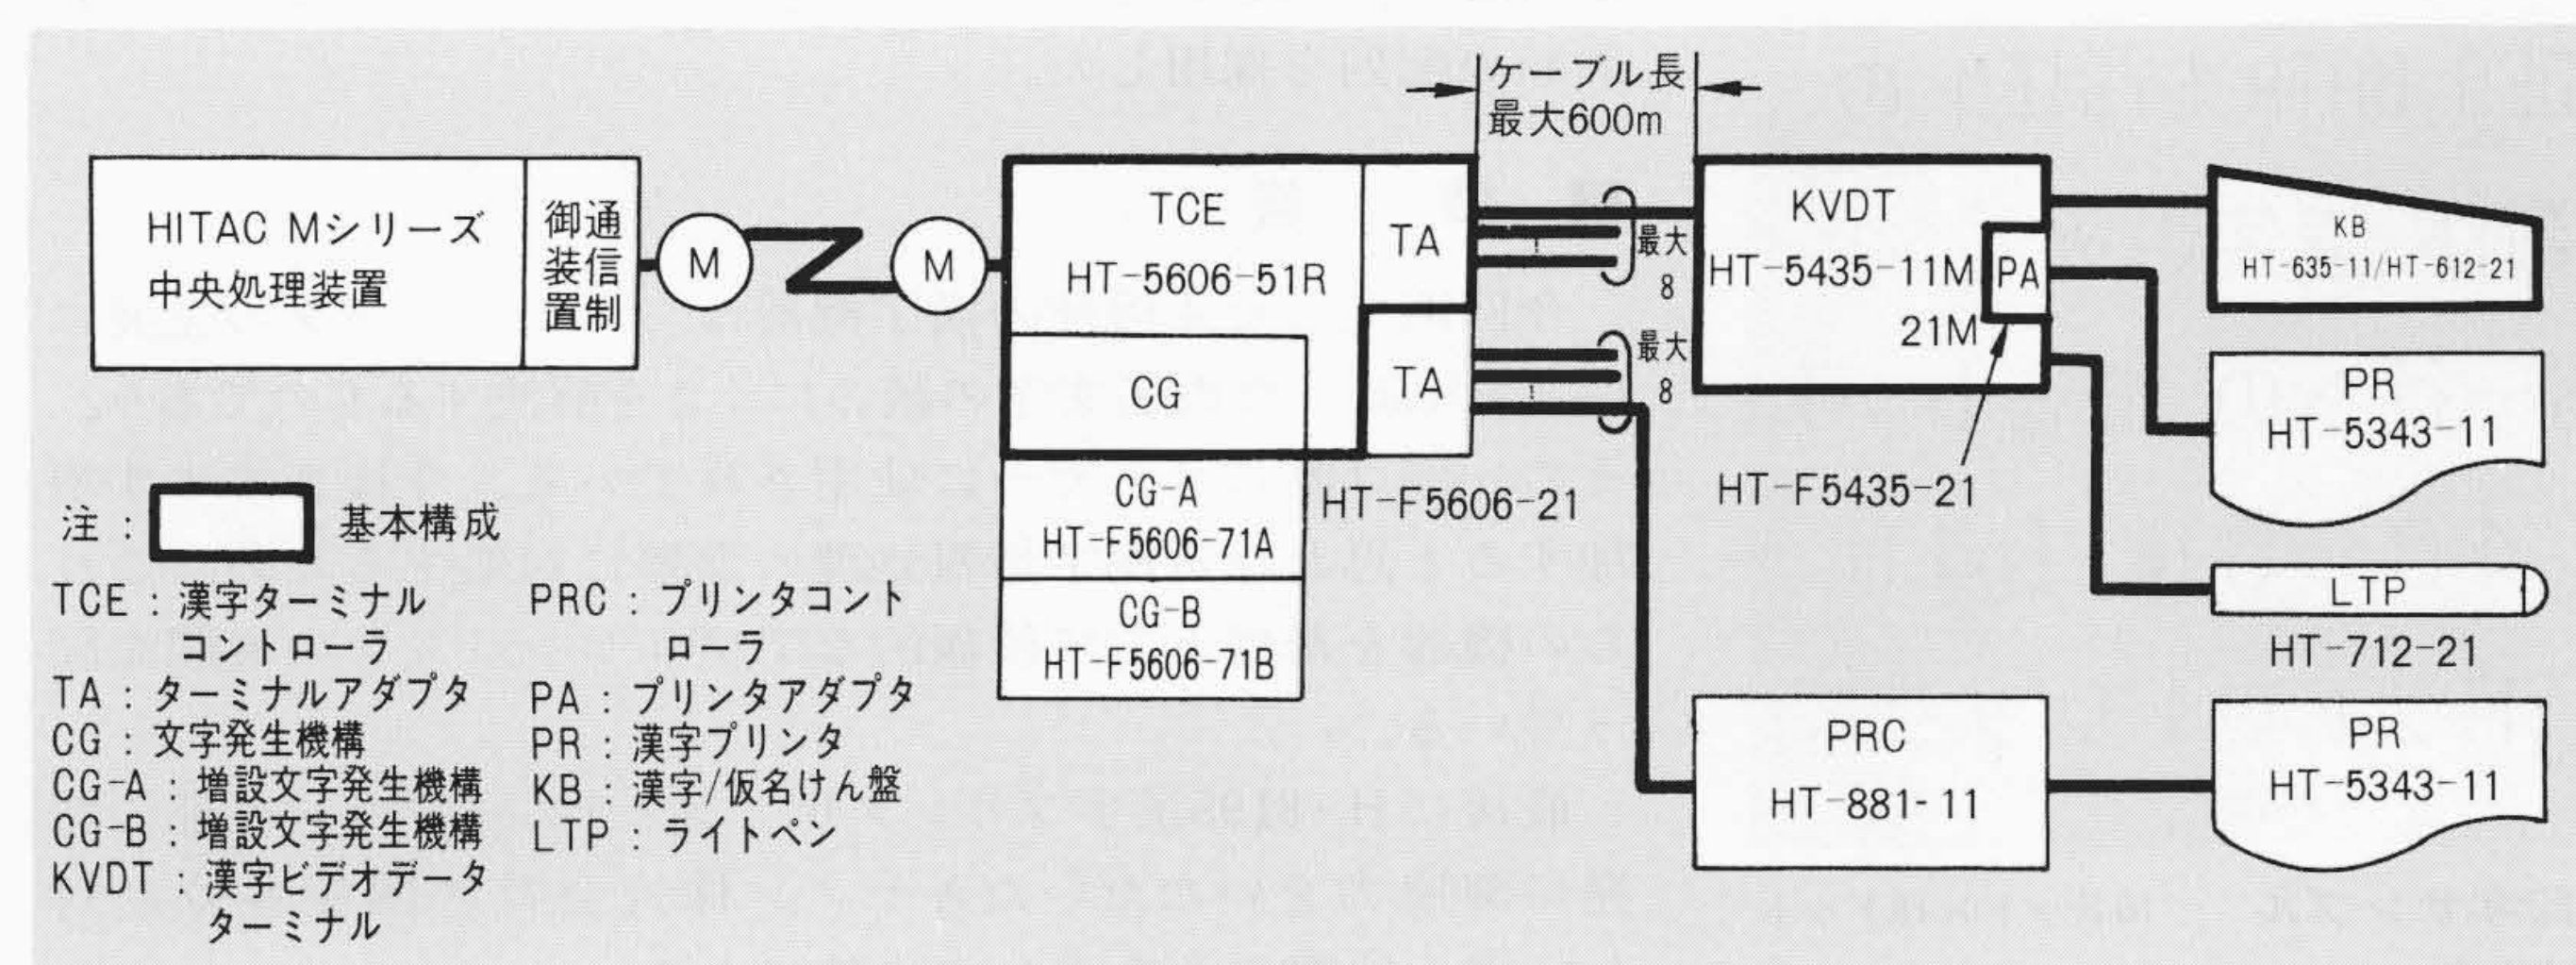 ケーブル長
最大600m
HITAC Mシリーズ
中央処理装置
通信制
御装置
M
M
TCE
HT-5606-51R
TA
CG
TA
CG-A
HT-F5606-71A
CG-B
HT-F5606-71B
HT-F5606-21
最大
8
最大
8
KVDT
HT-5435-11M
21M
PA
HT-F5435-21
KB
HT-635-11/HT-612-21
PR
HT-5343-11
LTP
HT-712-21
PRC
HT-881-11
PR
HT-5343-11
注:
基本構成
TCE:漢字ターミナル
コントローラ
TA:ターミナルアダプタ
CG:文字発生機構
CG-A:増設文字発生機構
CG-B:増設文字発生機構
KVDT:漢字ビデオデータ
ターミナル
PRC:プリンタコント
ローラ
PA:プリンタアダプタ
PR:漢字プリンタ
KB:漢字/仮名けん盤
LTP:ライトペン